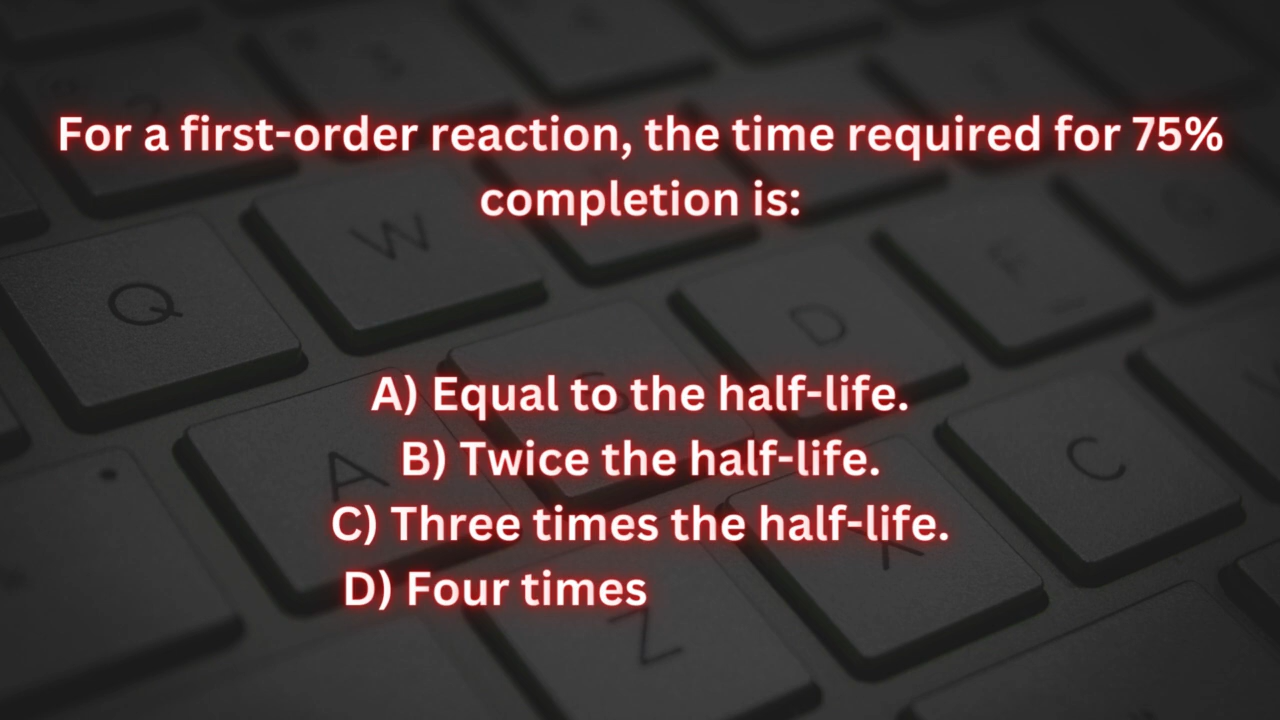 For a first-order reaction, the time required for 75%
completion is:
A) Equal to the half-life.
B) Twice the half-life.
C) Three times the half-life.
D) Four times
Q
W
A
S
D
F
Z
X
C